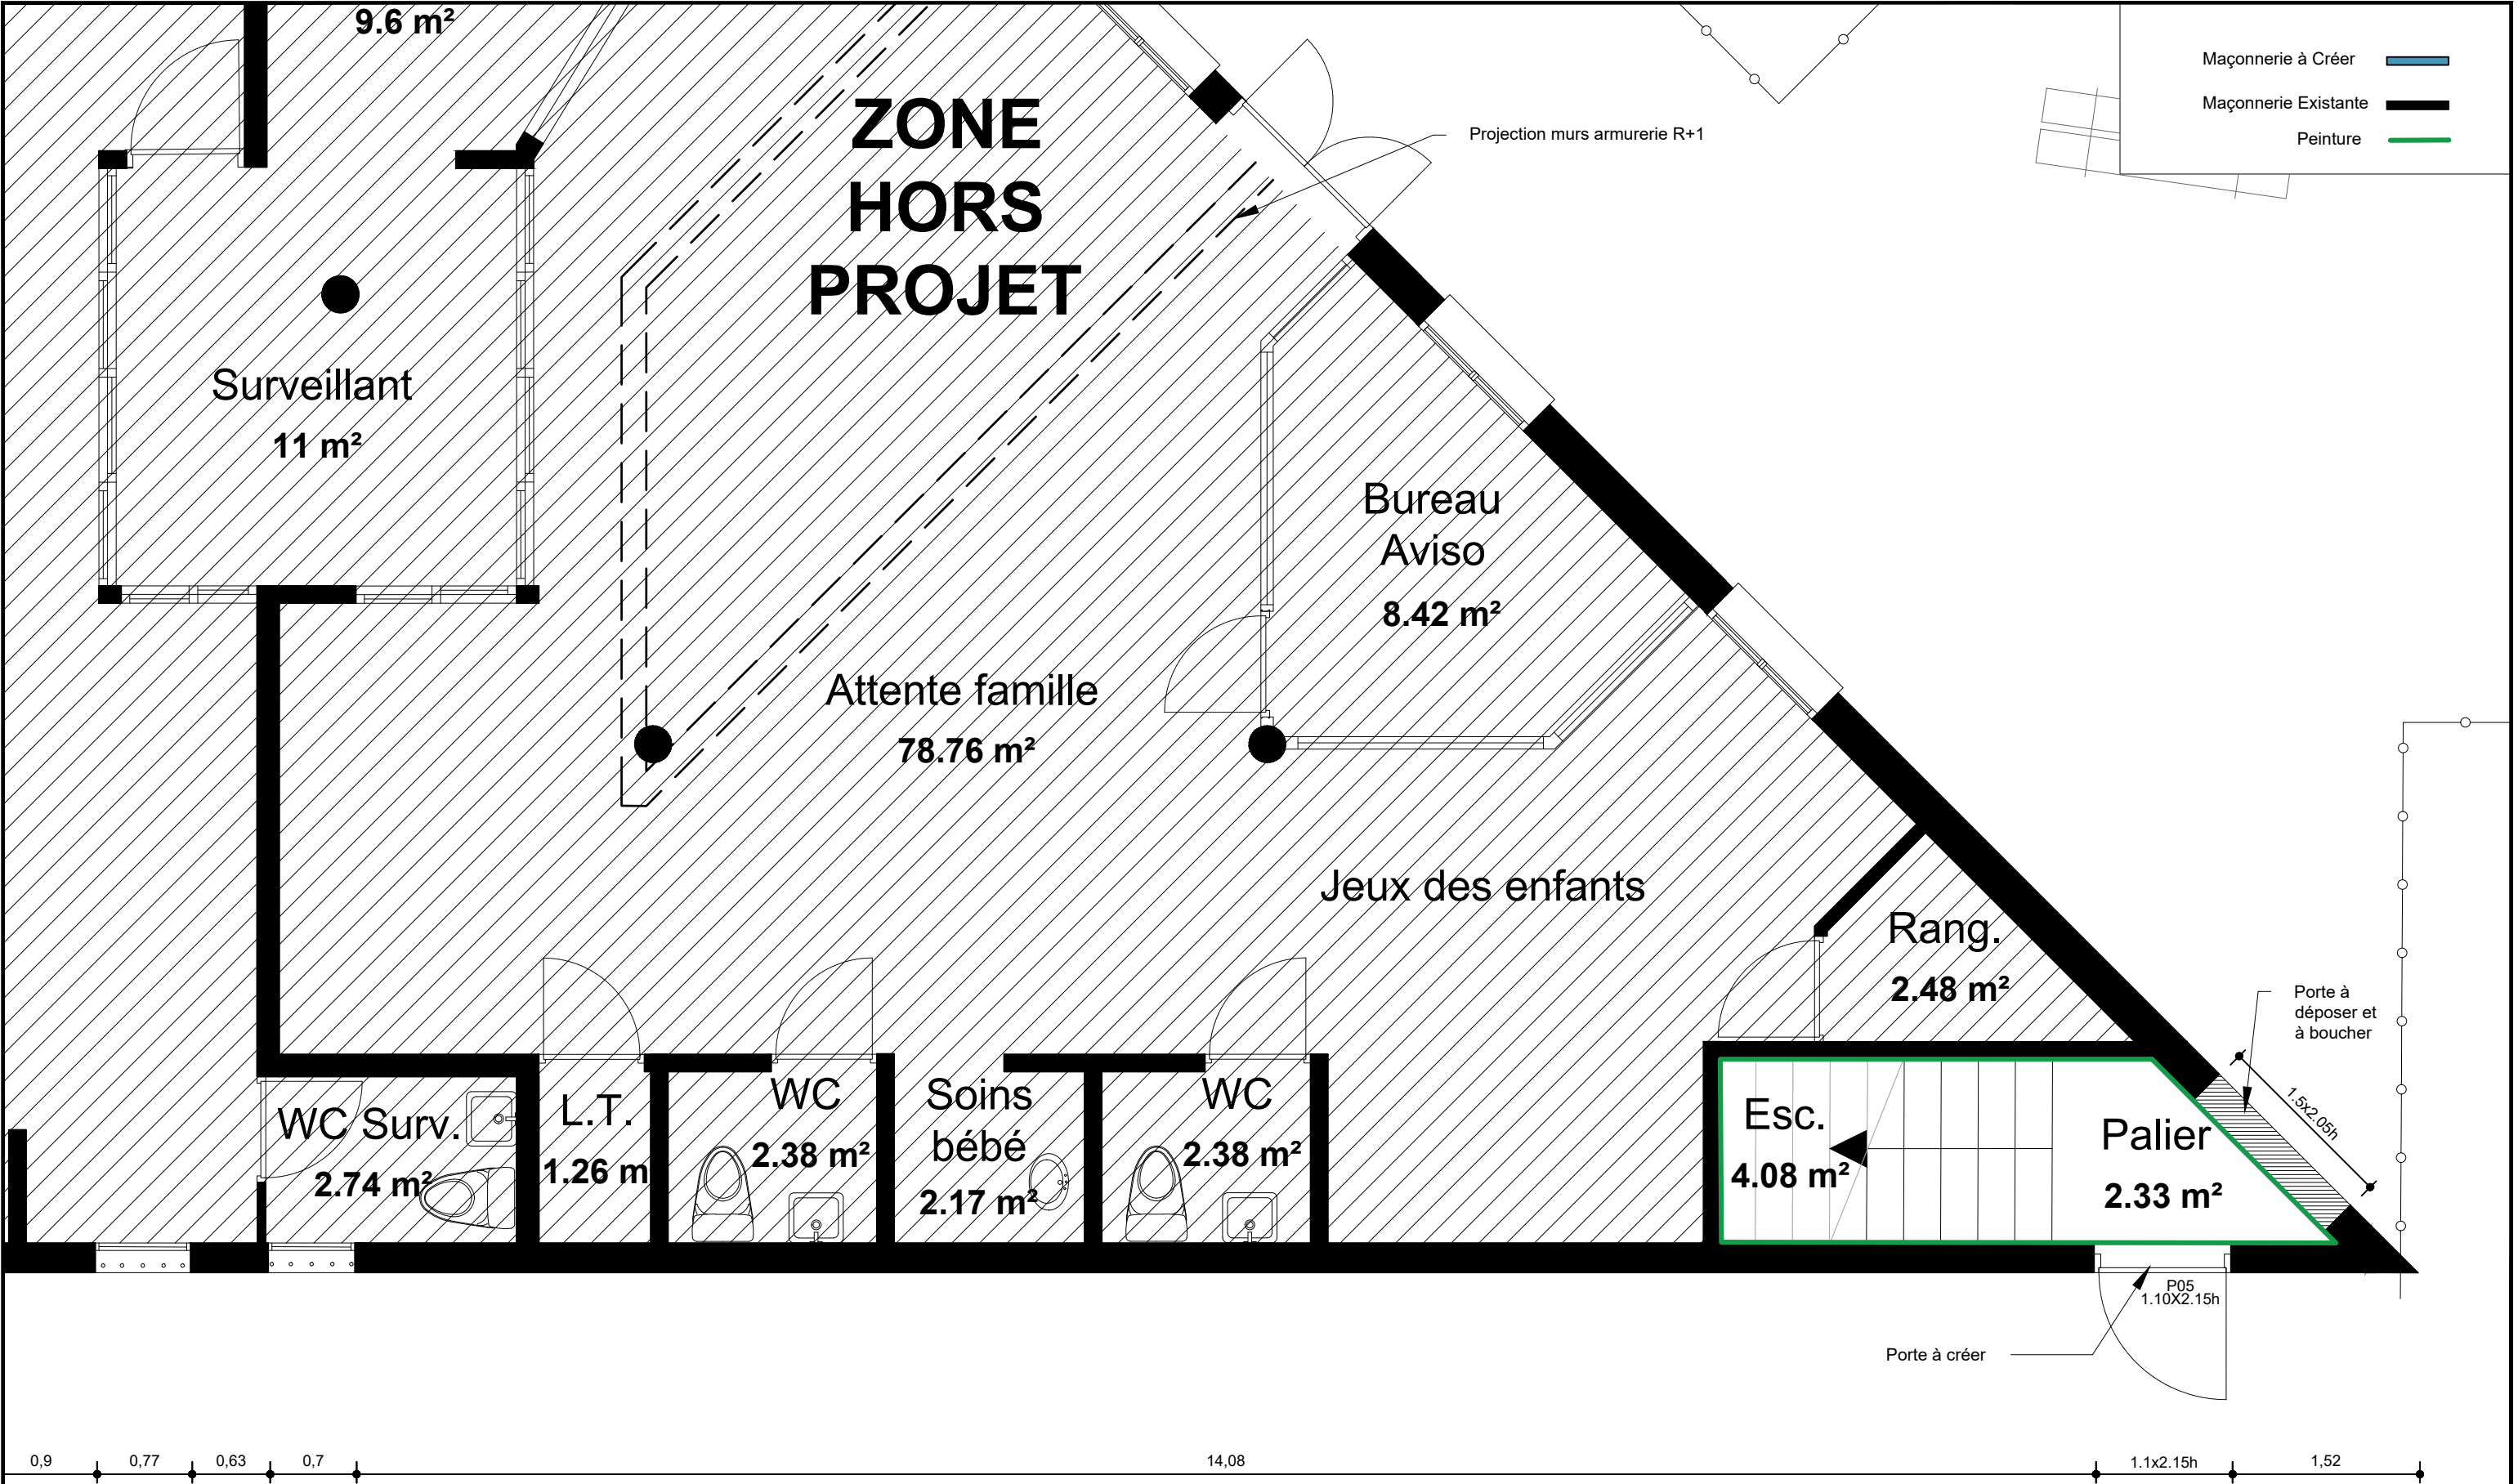 9.6 m²
Maçonnerie à Créer
Maçonnerie Existante
Peinture
ZONE
HORS
PROJET
Projection murs armurerie R+1
Surveillant
11 m²
Bureau
Aviso
8.42 m²
Attente famille
78.76 m²
Jeux des enfants
Rang.
2.48 m²
Porte à
déposer et
à boucher
1.5x2.05h
WC Surv.
2.74 m²
L.T.
1.26 m
WC
2.38 m²
Soins
bébé
2.17 m²
WC
2.38 m²
Esc.
4.08 m²
Palier
2.33 m²
P05
1.10X2.15h
Porte à créer
0,9
0,77
0,63
0,7
14,08
1.1x2.15h
1,52